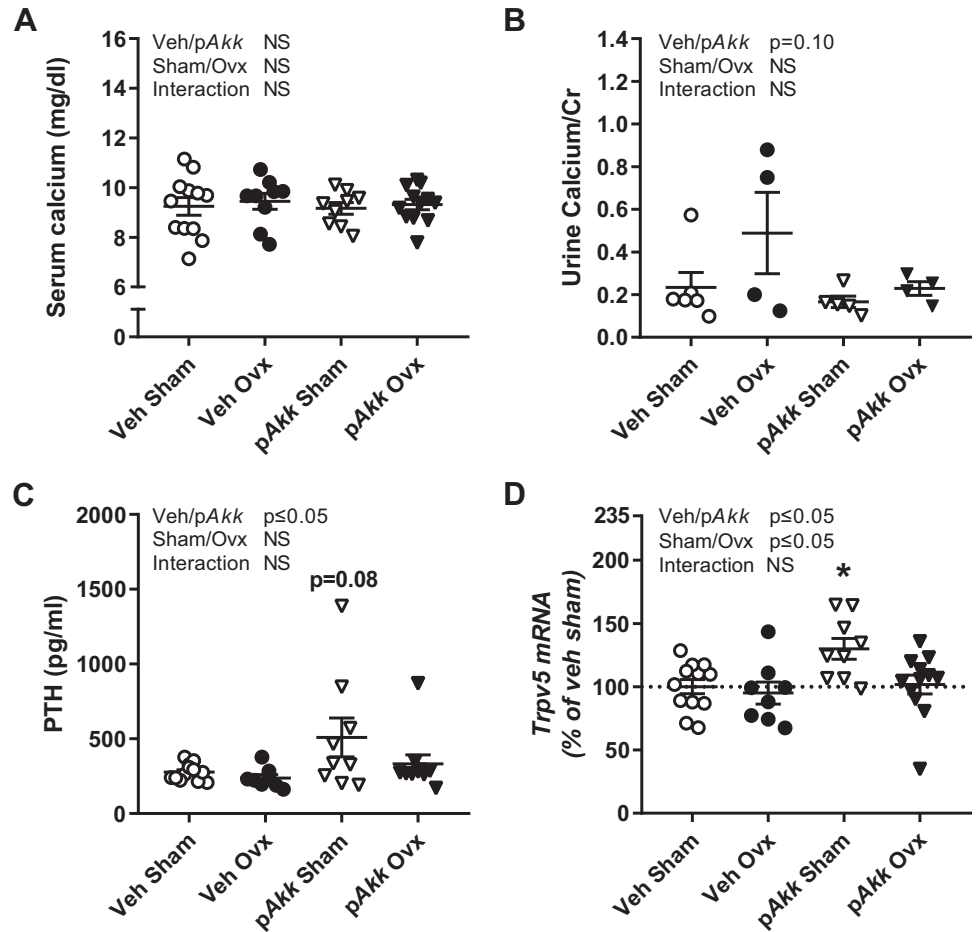 A
Serum calcium (mg/dl)
16
14
12
10
8
6
0
Veh/pAkk NS
Sham/Ovx NS
Interaction NS
Veh Sham
Veh Ovx
pAkk Sham
pAkk Ovx
B
Urine Calcium/Cr
1.4
1.2
1.0
0.8
0.6
0.4
0.2
0.0
Veh/pAkk p=0.10
Sham/Ovx NS
Interaction NS
Veh Sham
Veh Ovx
pAkk Sham
pAkk Ovx
C
PTH (pg/ml)
2000
1500
1000
500
0
Veh/pAkk p≤0.05
Sham/Ovx NS
Interaction NS
p=0.08
Veh Sham
Veh Ovx
pAkk Sham
pAkk Ovx
D
Trpv5 mRNA
(% of veh sham)
235
200
150
100
50
0
Veh/pAkk p≤0.05
Sham/Ovx p≤0.05
Interaction NS
*
Veh Sham
Veh Ovx
pAkk Sham
pAkk Ovx